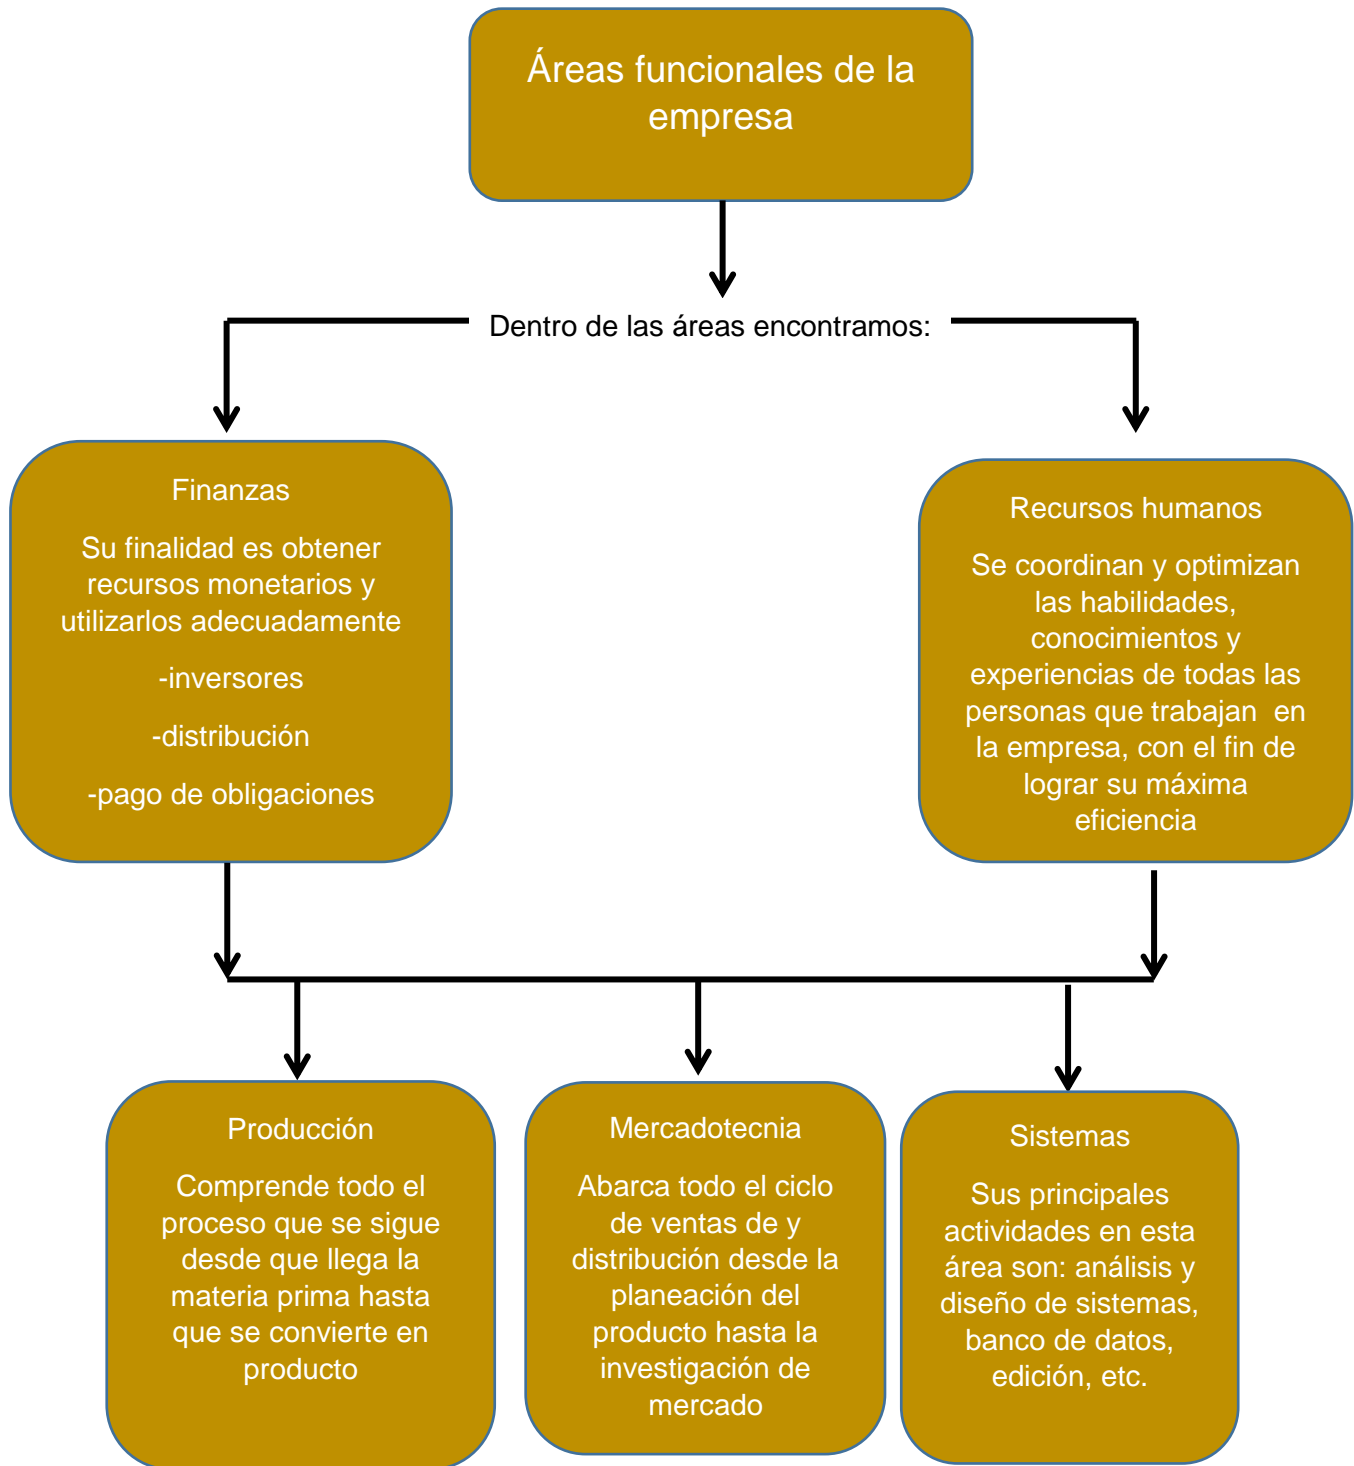 Áreas funcionales de la
empresa
Dentro de las áreas encontramos:
Finanzas
Su finalidad es obtener
recursos monetarios y
utilizarlos adecuadamente
-inversores
-distribución
-pago de obligaciones
Recursos humanos
Se coordinan y optimizan
las habilidades,
conocimientos y
experiencias de todas las
personas que trabajan  en
la empresa, con el fin de
lograr su máxima
eficiencia
Producción
Comprende todo el
proceso que se sigue
desde que llega la
materia prima hasta
que se convierte en
producto
Mercadotecnia
Abarca todo el ciclo
de ventas de y
distribución desde la
planeación del
producto hasta la
investigación de
mercado
Sistemas
Sus principales
actividades en esta
área son: análisis y
diseño de sistemas,
banco de datos,
edición, etc.